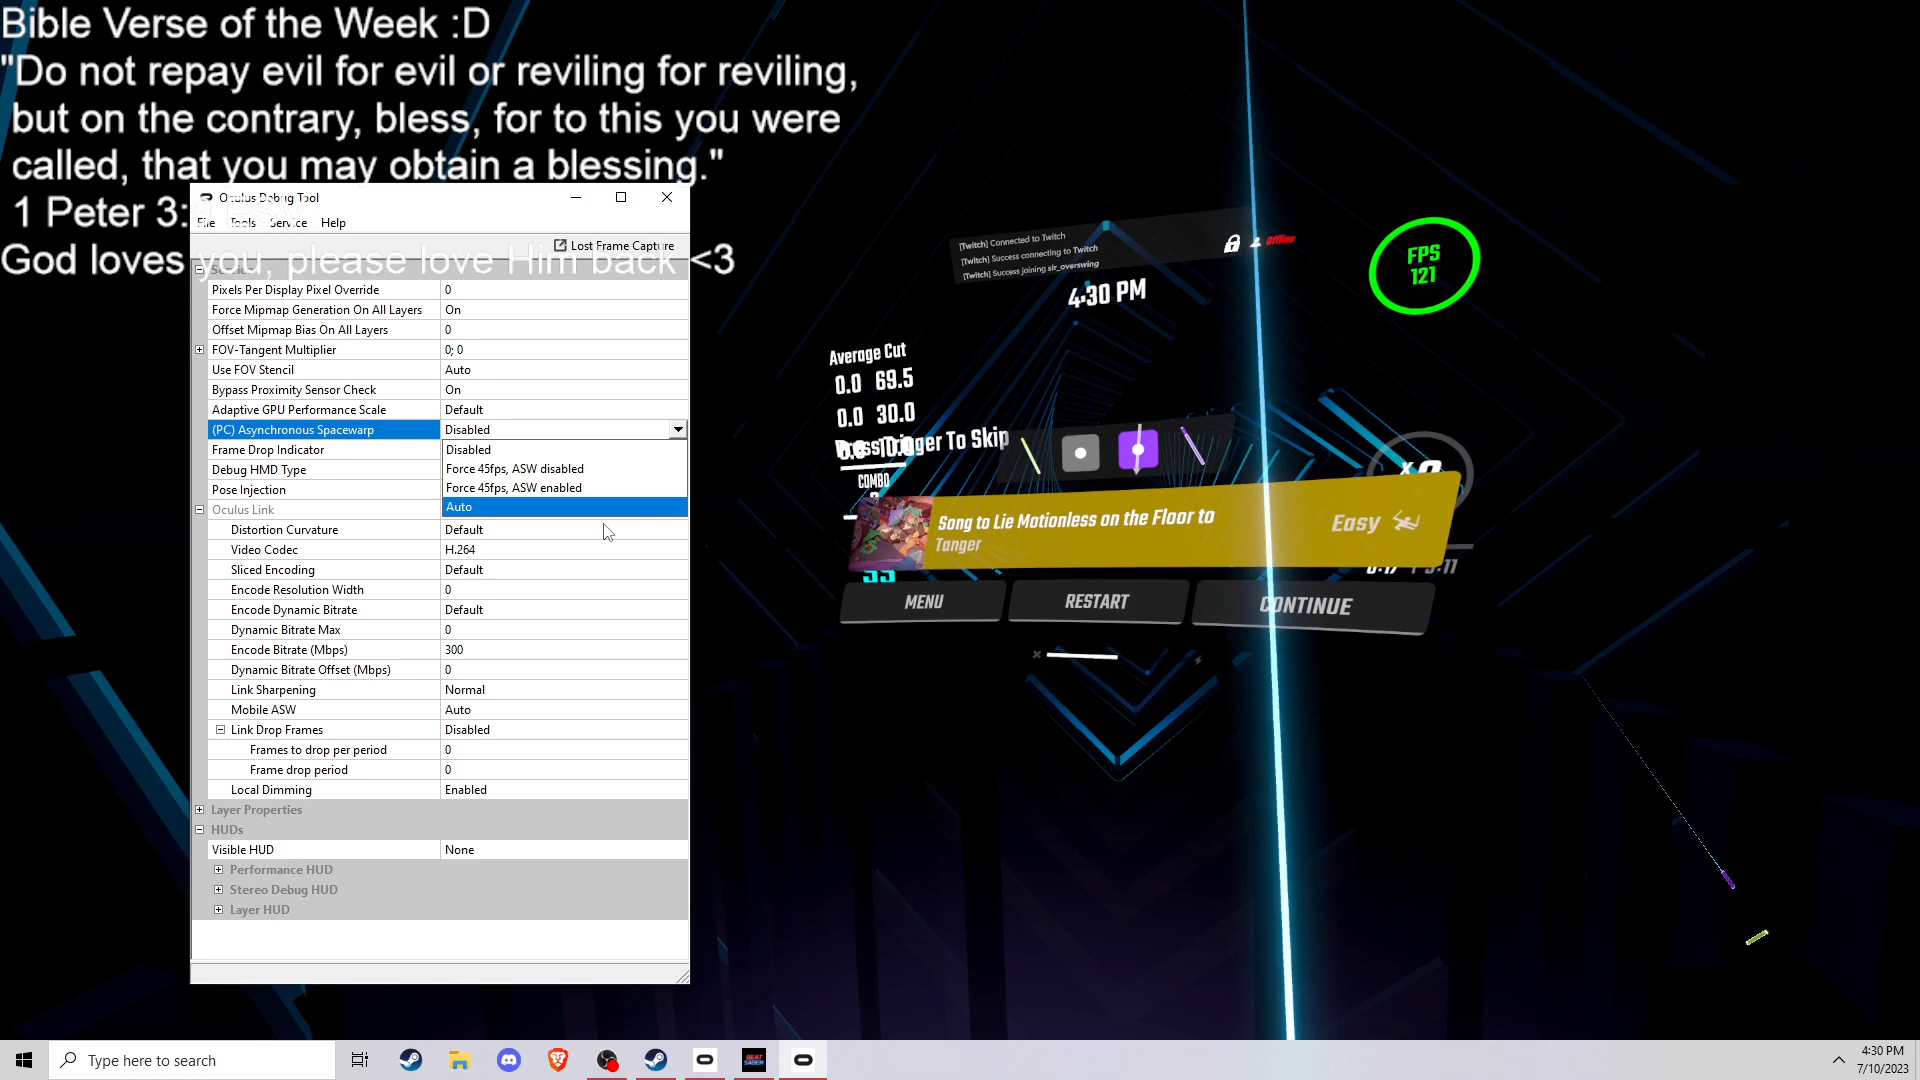 Bible Verse of the Week :D
"Do not repay evil for evil or reviling for reviling,
but on the contrary, bless, for to this you were
called, that you may obtain a blessing."
1 Peter 3:
God loves you, please love Him back <3
Oculus Debug Tool
File Tools Service Help
Lost Frame Capture
Service
Pixels Per Display Pixel Override 0
Force Mipmap Generation On All Layers On
Offset Mipmap Bias On All Layers 0
FOV-Tangent Multiplier 0; 0
Use FOV Stencil Auto
Bypass Proximity Sensor Check On
Adaptive GPU Performance Scale Default
(PC) Asynchronous Spacewarp Disabled
Frame Drop Indicator
Debug HMD Type
Pose Injection
Disabled
Force 45fps, ASW disabled
Force 45fps, ASW enabled
Auto
Oculus Link
Distortion Curvature Default
Video Codec H.264
Sliced Encoding Default
Encode Resolution Width 0
Encode Dynamic Bitrate Default
Dynamic Bitrate Max 0
Encode Bitrate (Mbps) 300
Dynamic Bitrate Offset (Mbps) 0
Link Sharpening Normal
Mobile ASW Auto
Link Drop Frames Disabled
Frames to drop per period 0
Frame drop period 0
Local Dimming Enabled
Layer Properties
HUDs
Visible HUD None
Performance HUD
Stereo Debug HUD
Layer HUD
[Twitch] Connected to Twitch
[Twitch] Success connecting to Twitch
[Twitch] Success joining sir_overswing
Offline
4:30 PM
FPS
121
Average Cut
0.0 69.5
0.0 30.0
Press Trigger To Skip
COMBO
Song to Lie Motionless on the Floor to
Tanger
Easy
MENU
RESTART
CONTINUE
Type here to search
BEAT
SABER
4:30 PM
7/10/2023